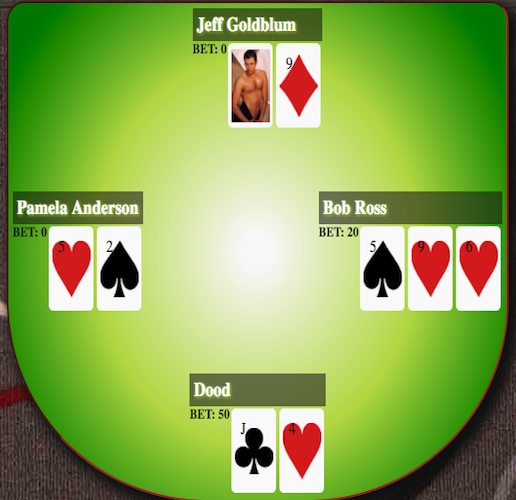 Jeff Goldblum
BET: 0
9
Pamela Anderson
BET: 0
5
2
Bob Ross
BET: 20
5
9
6
Dood
BET: 50
J
4